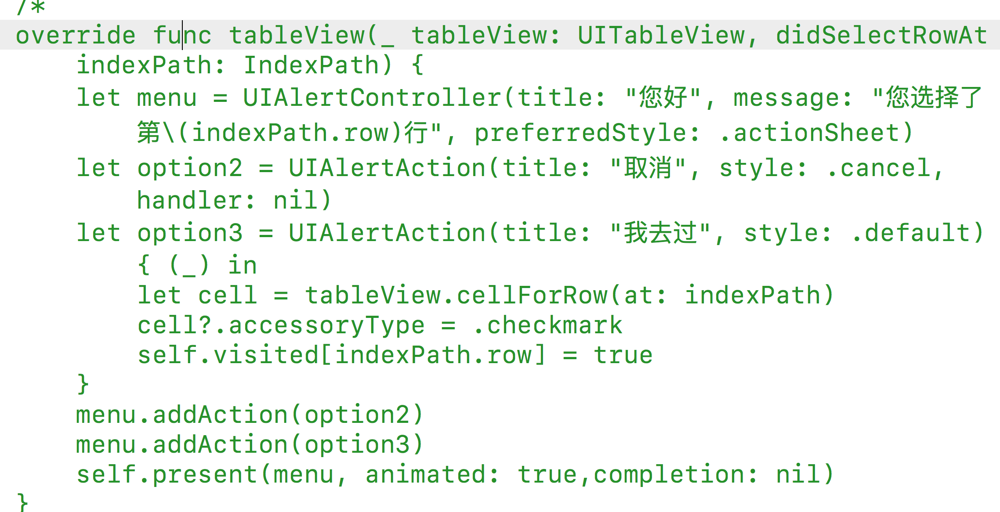 /*
override func tableView(_ tableView: UITableView, didSelectRowAt
indexPath: IndexPath) {
let menu = UIAlertController(title: "您好", message: "您选择了
第\(indexPath.row)行", preferredStyle: .actionSheet)
let option2 = UIAlertAction(title: "取消", style: .cancel,
handler: nil)
let option3 = UIAlertAction(title: "我去过", style: .default)
{ (_) in
let cell = tableView.cellForRow(at: indexPath)
cell?.accessoryType = .checkmark
self.visited[indexPath.row] = true
}
menu.addAction(option2)
menu.addAction(option3)
self.present(menu, animated: true,completion: nil)
}